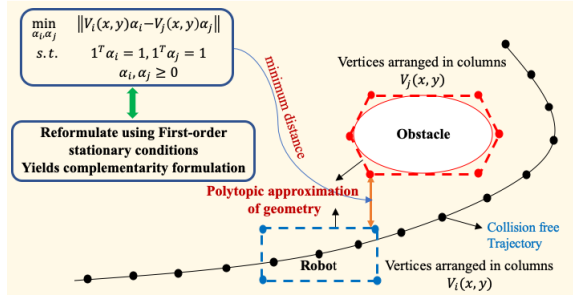 min ‖V_i(x, y)α_i−V_j(x, y)α_j‖
α_i,α_j
s.t. 1^T α_i = 1, 1^T α_j = 1
α_i, α_j ≥ 0
Reformulate using First-order
stationary conditions
Yields complementarity formulation
minimum distance
Vertices arranged in columns
V_j(x, y)
Obstacle
Polytopic approximation
of geometry
Collision free
Trajectory
Robot
Vertices arranged in columns
V_i(x, y)